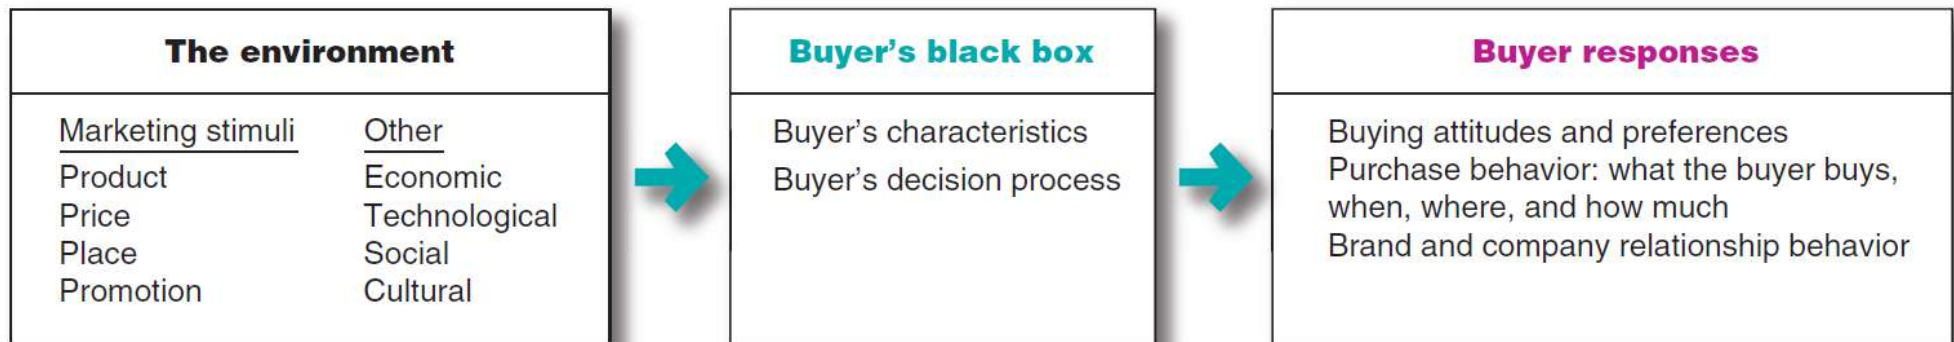 The environment
Marketing stimuli
Product
Price
Place
Promotion
Other
Economic
Technological
Social
Cultural
Buyer’s black box
Buyer’s characteristics
Buyer’s decision process
Buyer responses
Buying attitudes and preferences
Purchase behavior: what the buyer buys,
when, where, and how much
Brand and company relationship behavior